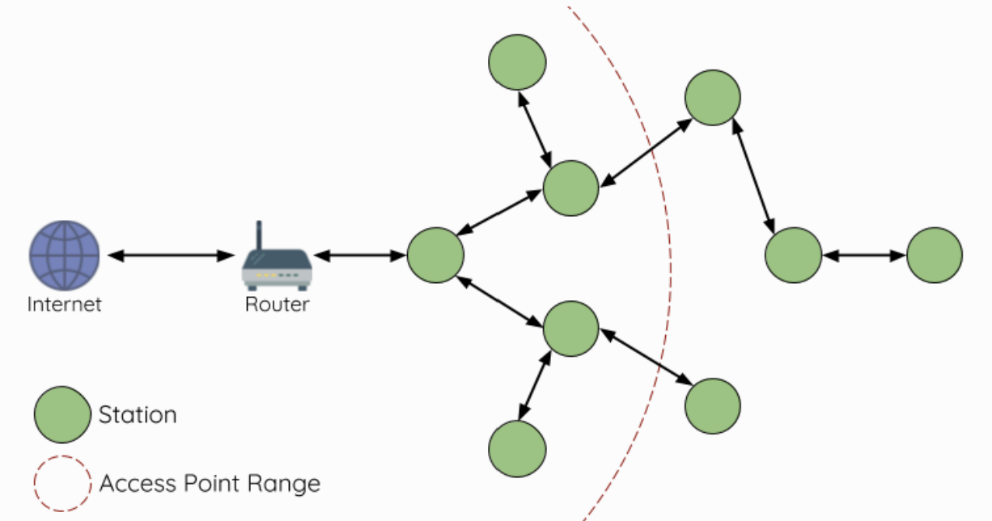 Internet
Router
Station
Access Point Range